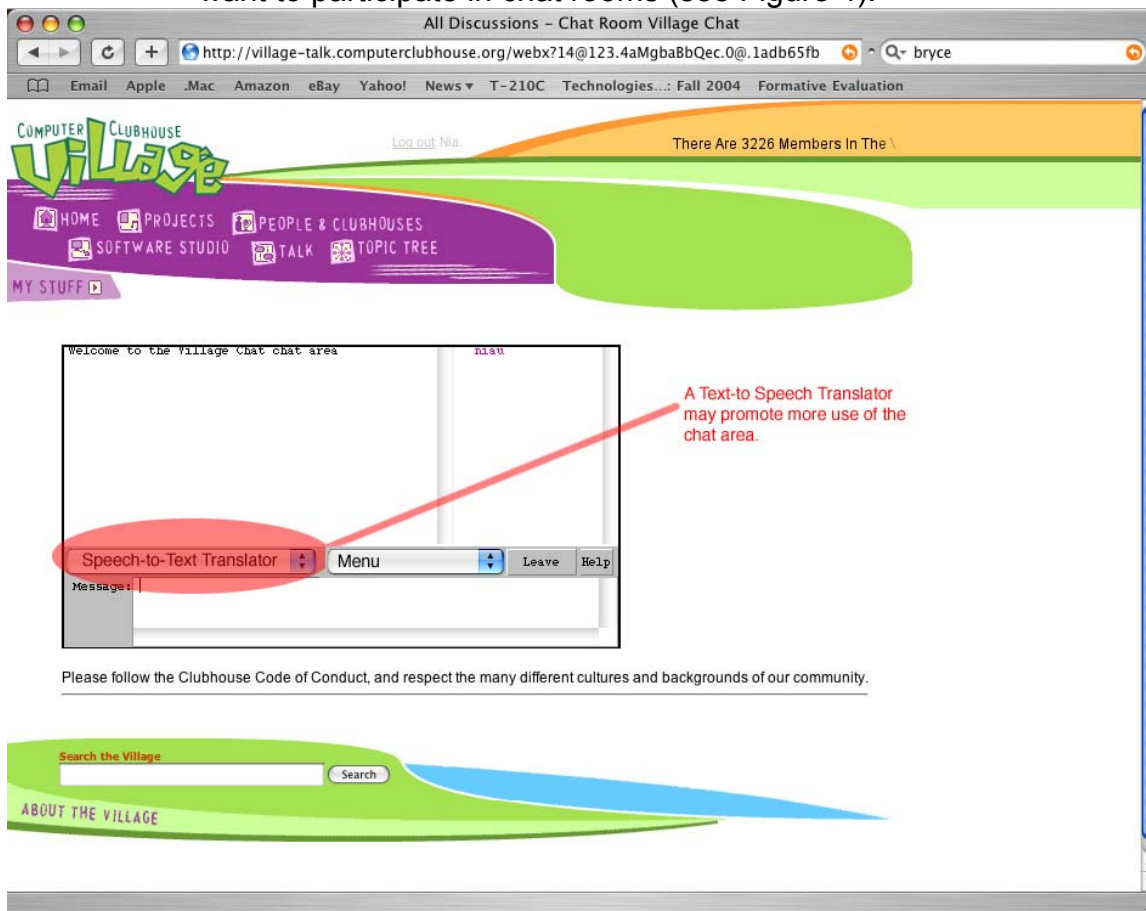 want to participate in chat rooms (see Figure 4).
All Discussions – Chat Room Village Chat
http://village-talk.computerclubhouse.org/webx?14@123.4aMgbaBbQec.0@.1adb65fb
bryce
Email Apple .Mac Amazon eBay Yahoo! News T-210C Technologies...: Fall 2004 Formative Evaluation
COMPUTER CLUBHOUSE
Village
Log out Nia.
There Are 3226 Members In The
HOME PROJECTS PEOPLE & CLUBHOUSES
SOFTWARE STUDIO TALK TOPIC TREE
MY STUFF
Welcome to the Village Chat chat area
niau
A Text-to Speech Translator
may promote more use of the
chat area.
Speech-to-Text Translator Menu Leave Help
Message:
Please follow the Clubhouse Code of Conduct, and respect the many different cultures and backgrounds of our community.
Search the Village
Search
ABOUT THE VILLAGE